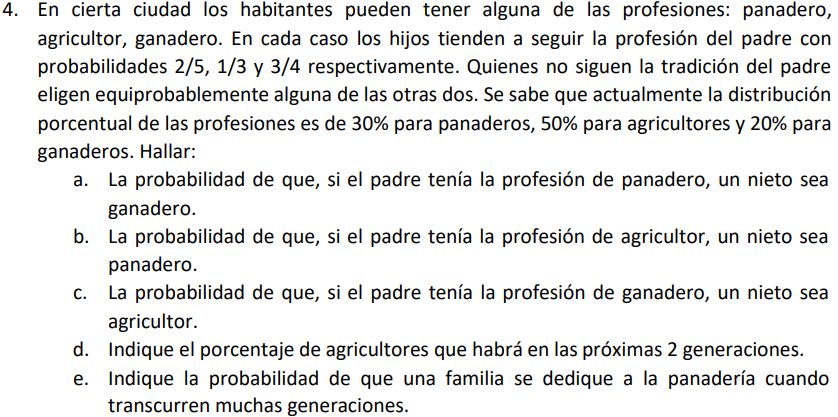 4. En cierta ciudad los habitantes pueden tener alguna de las profesiones: panadero,
agricultor, ganadero. En cada caso los hijos tienden a seguir la profesión del padre con
probabilidades 2/5, 1/3 y 3/4 respectivamente. Quienes no siguen la tradición del padre
eligen equiprobablemente alguna de las otras dos. Se sabe que actualmente la distribución
porcentual de las profesiones es de 30% para panaderos, 50% para agricultores y 20% para
ganaderos. Hallar:
a. La probabilidad de que, si el padre tenía la profesión de panadero, un nieto sea
ganadero.
b. La probabilidad de que, si el padre tenía la profesión de agricultor, un nieto sea
panadero.
c. La probabilidad de que, si el padre tenía la profesión de ganadero, un nieto sea
agricultor.
d. Indique el porcentaje de agricultores que habrá en las próximas 2 generaciones.
e. Indique la probabilidad de que una familia se dedique a la panadería cuando
transcurren muchas generaciones.